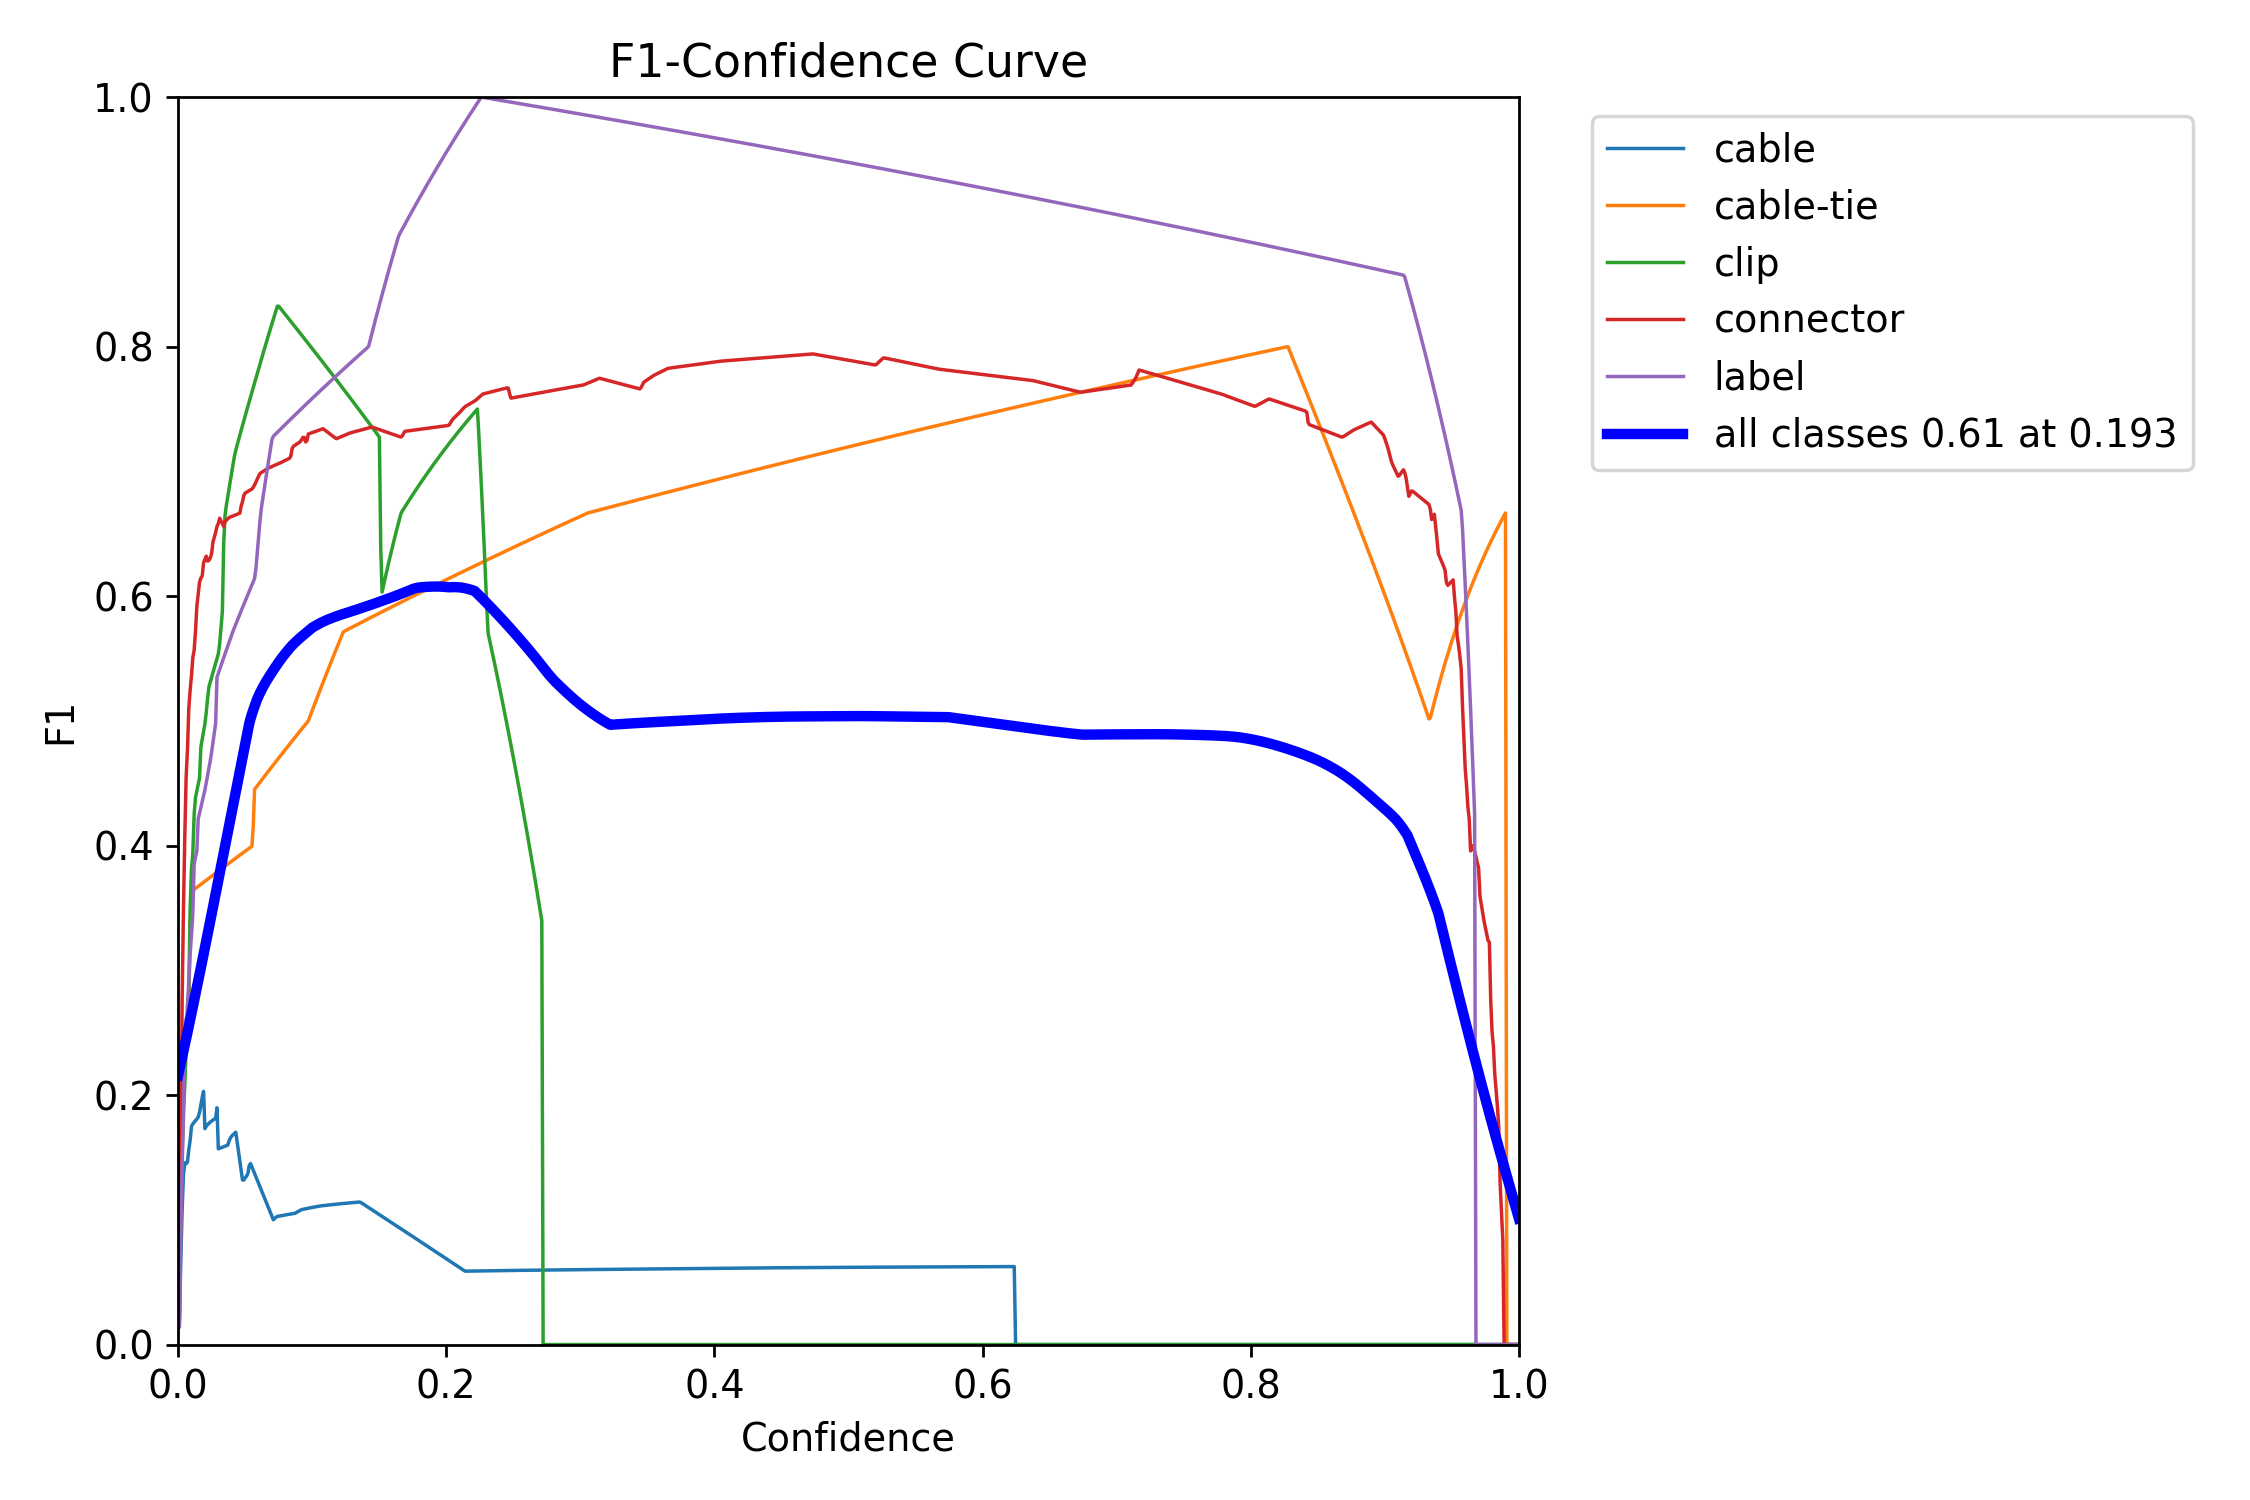 F1-Confidence Curve
1.0
0.8
0.6
0.4
0.2
0.0
F1
0.0 0.2 0.4 0.6 0.8 1.0
Confidence
cable
cable-tie
clip
connector
label
all classes 0.61 at 0.193